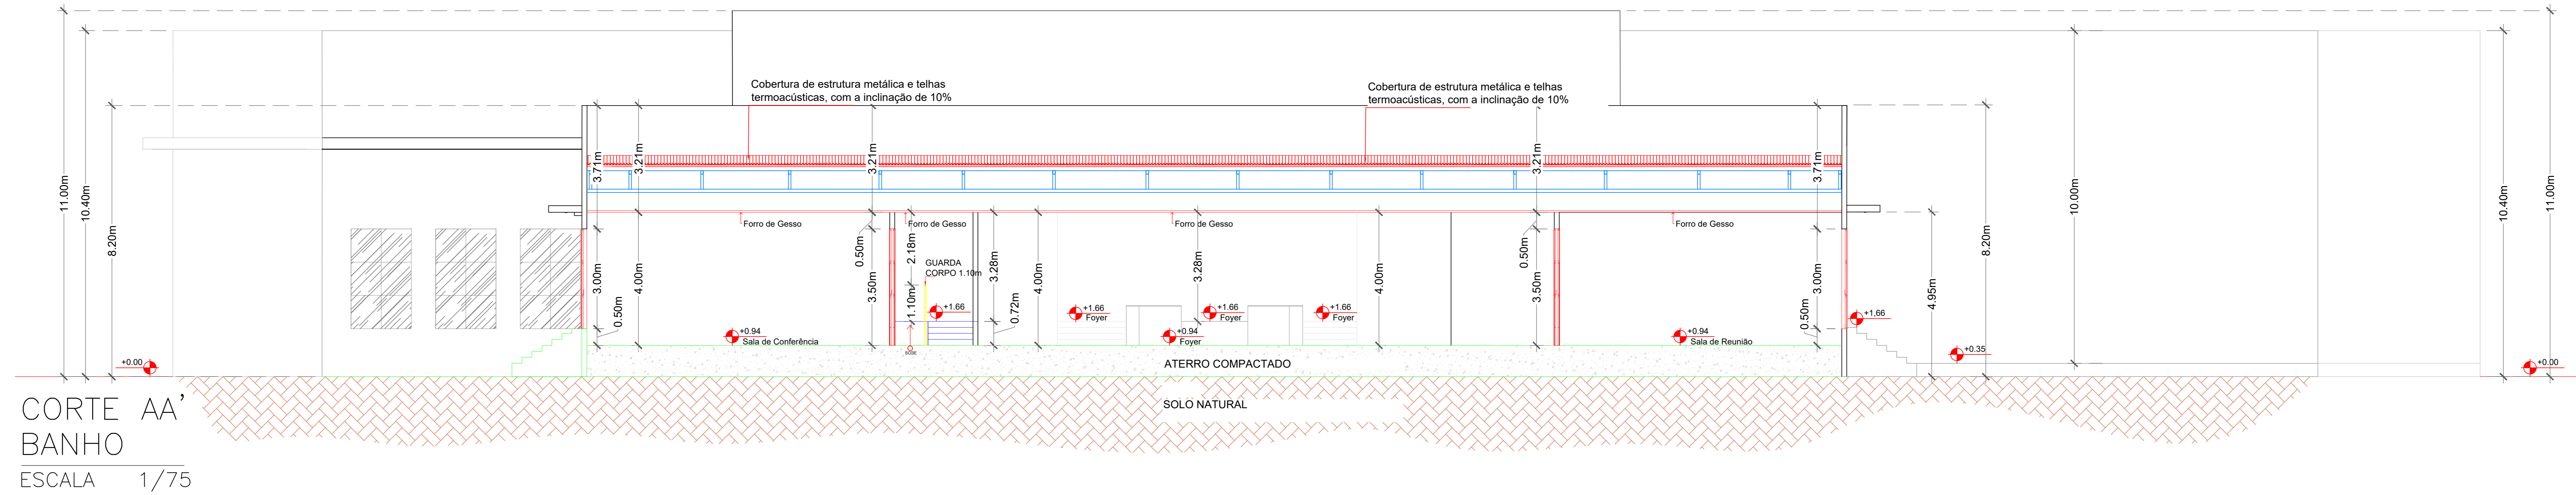 Cobertura de estrutura metálica e telhas
termoacústicas, com a inclinação de 10%
Cobertura de estrutura metálica e telhas
termoacústicas, com a inclinação de 10%
11.00m
10.40m
8.20m
3.71m
3.21m
3.21m
3.21m
3.71m
10.00m
10.40m
11.00m
8.20m
4.95m
Forro de Gesso
Forro de Gesso
Forro de Gesso
Forro de Gesso
3.00m
0.50m
4.00m
0.50m
3.50m
2.18m
1.10m
GUARDA
CORPO 1.10m
3.28m
0.72m
4.00m
3.28m
4.00m
0.50m
3.50m
3.00m
0.50m
+1.66
+1.66
Foyer
+1.66
Foyer
+1.66
Foyer
+1,66
+0.94
Sala de Conferência
SOBE
+0.94
Foyer
+0.94
Sala de Reunião
+0.35
+0.00
+0.00
ATERRO COMPACTADO
SOLO NATURAL
CORTE AA'
BANHO
ESCALA 1/75